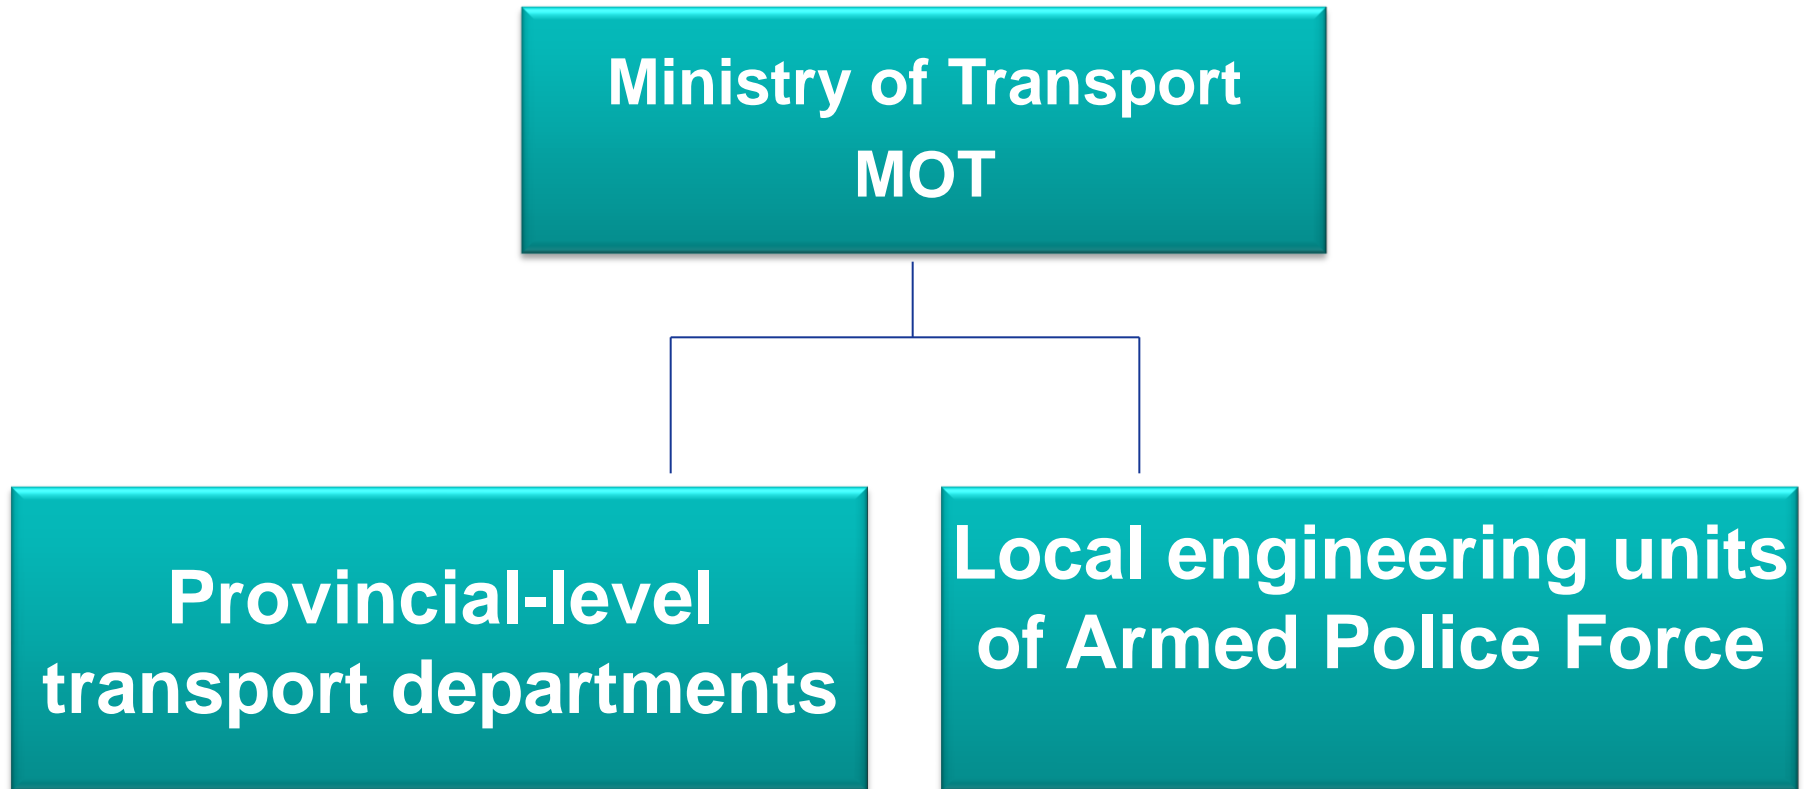 Ministry of Transport
MOT
Provincial-level
transport departments
Local engineering units
of Armed Police Force